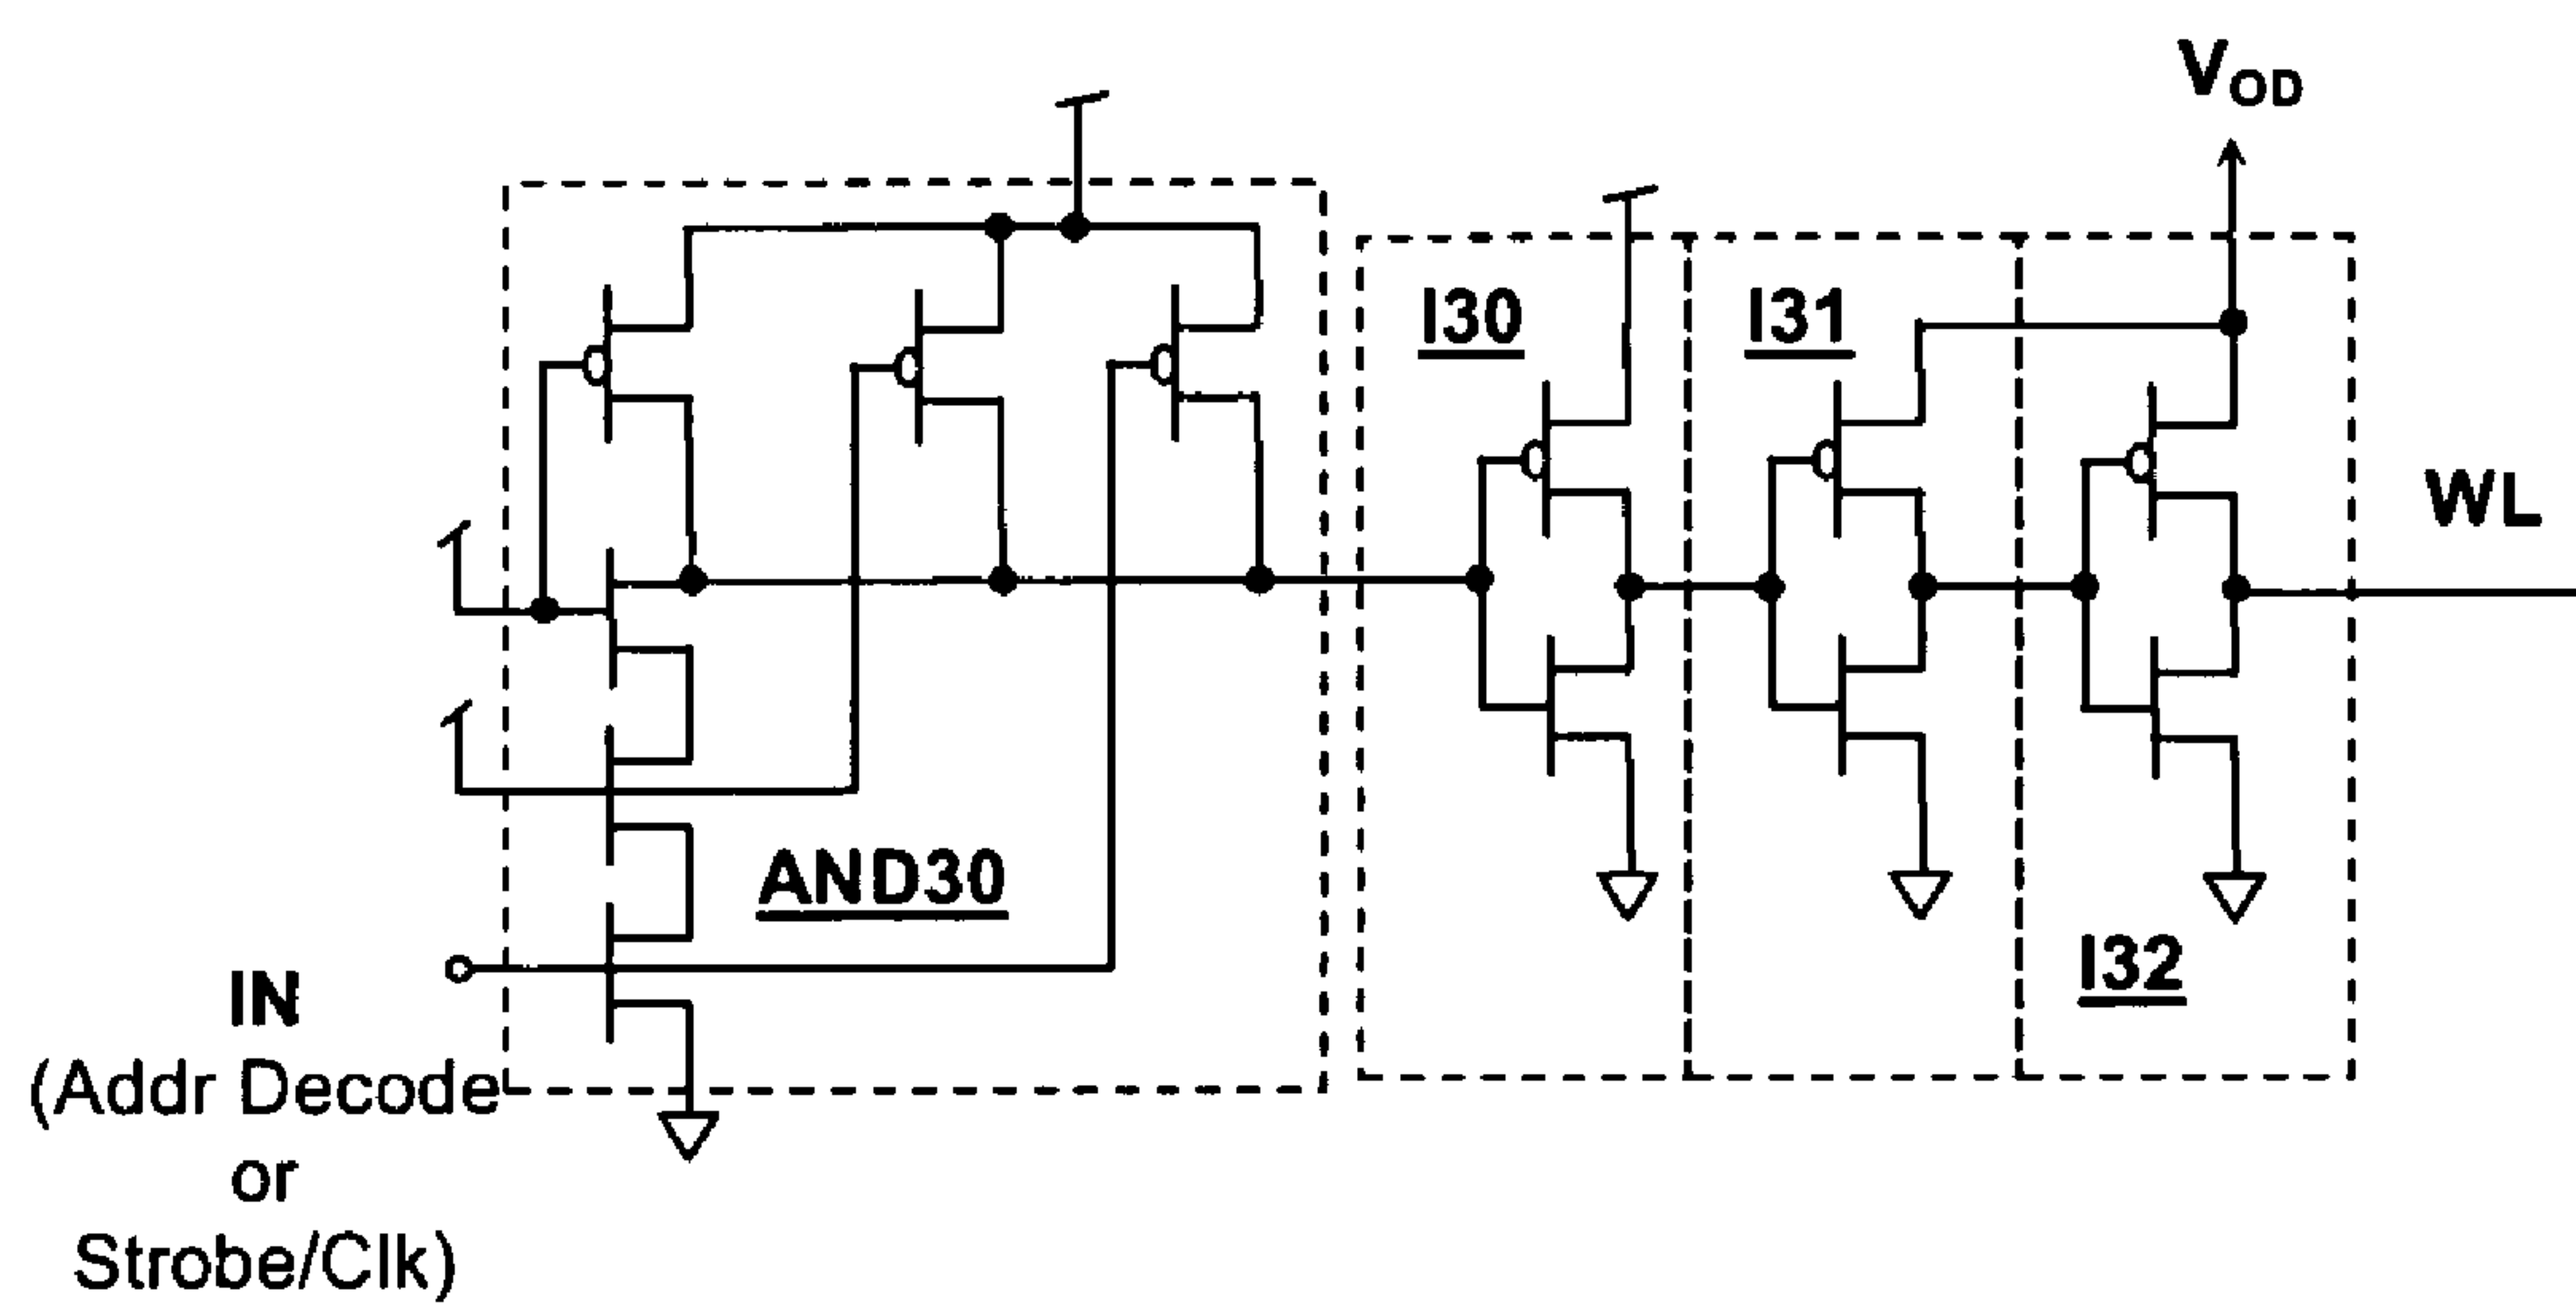 V_OD
I30
I31
WL
AND30
I32
IN
(Addr Decode
or
Strobe/Clk)